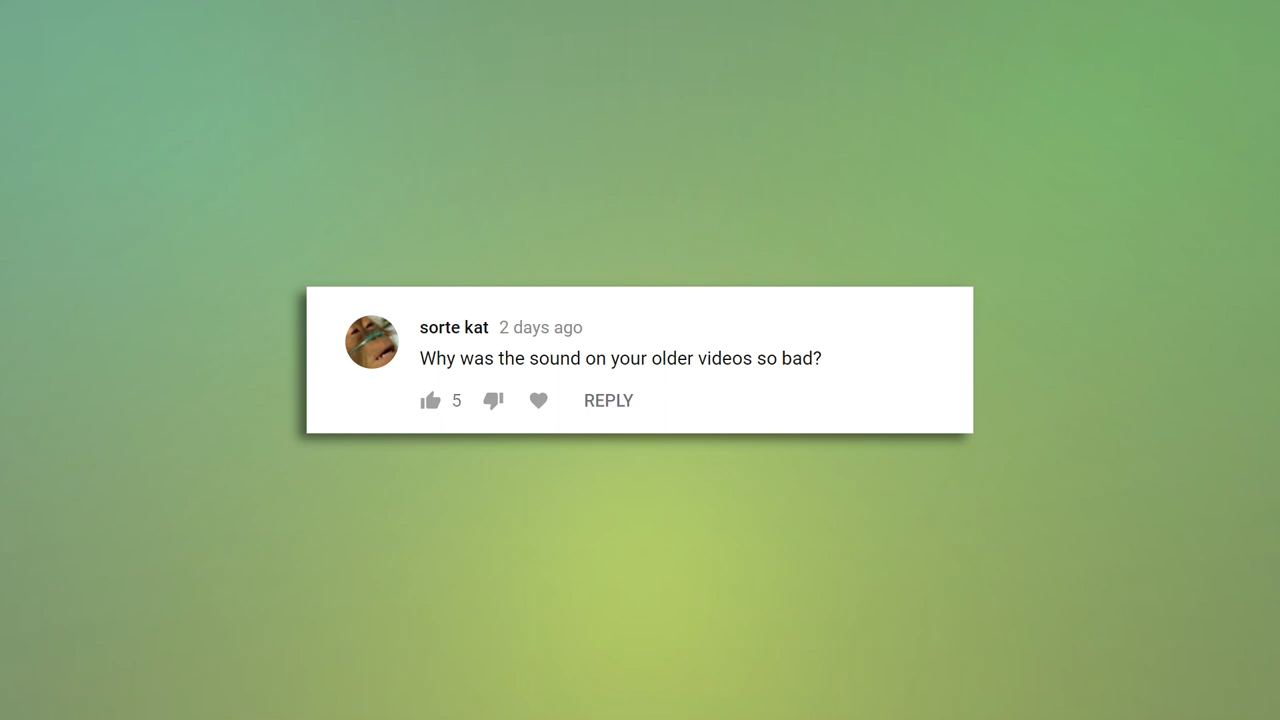 sorte kat 2 days ago
Why was the sound on your older videos so bad?
5 REPLY